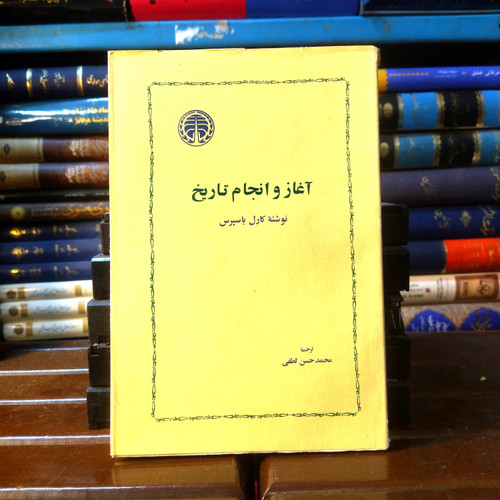 آغاز و انجام تاریخ
نوشتهٔ کارل یاسپرس
ترجمهٔ
محمدحسن لطفی